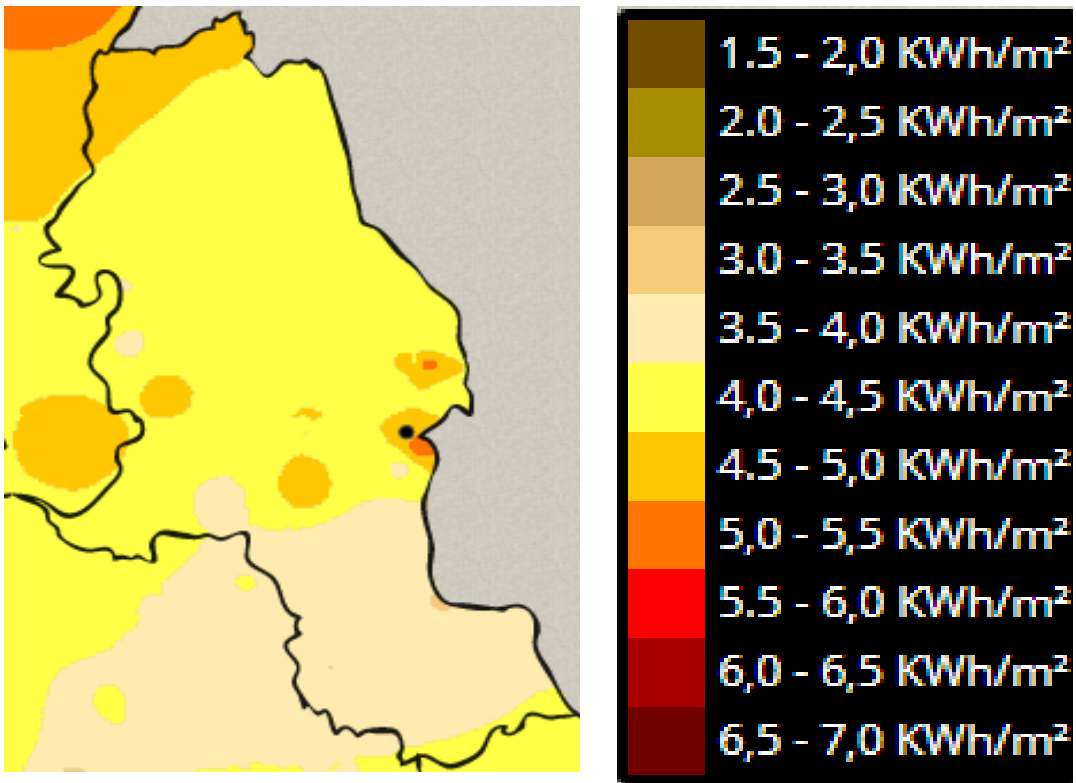 1.5 - 2,0 KWh/m²
2.0 - 2,5 KWh/m²
2.5 - 3,0 KWh/m²
3.0 - 3.5 KWh/m²
3.5 - 4,0 KWh/m²
4,0 - 4,5 KWh/m²
4.5 - 5,0 KWh/m²
5,0 - 5,5 KWh/m²
5.5 - 6,0 KWh/m²
6,0 - 6,5 KWh/m²
6,5 - 7,0 KWh/m²